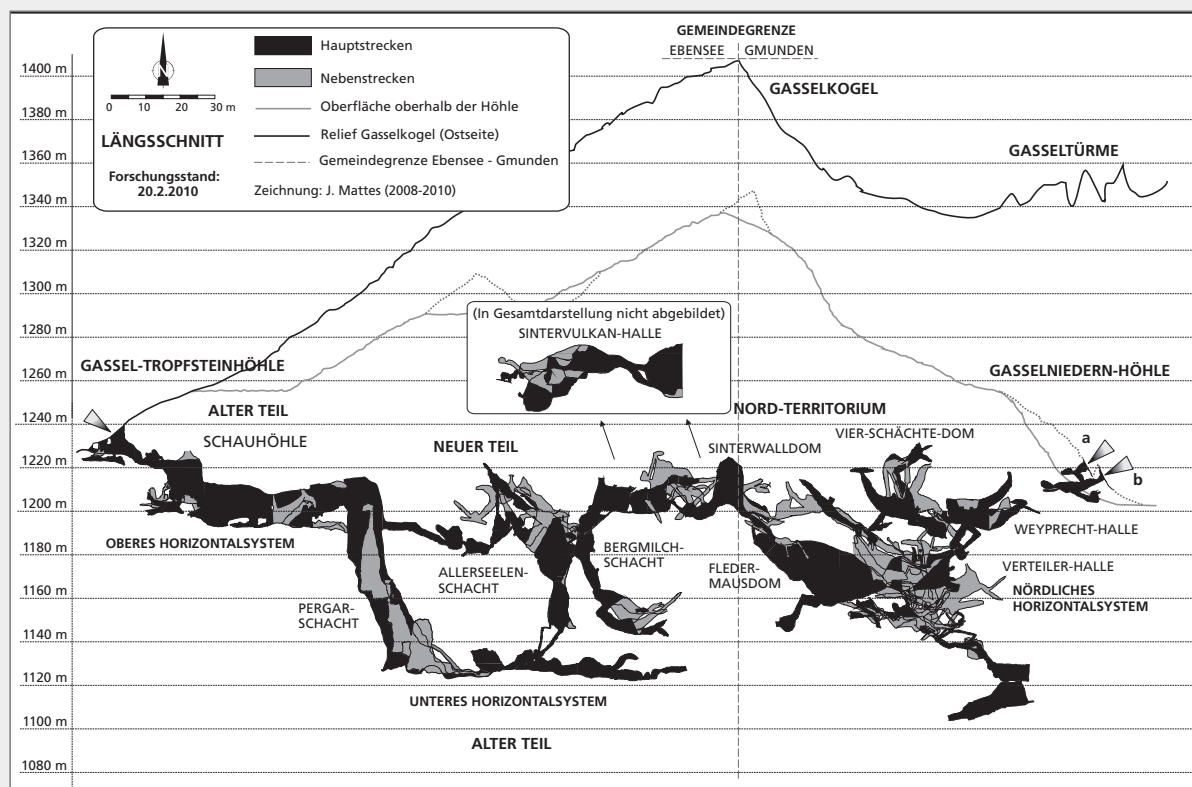 GEMEINDEGRENZE
EBENSEE
GMUNDEN
N
0 10 20 30 m
LÄNGSSCHNITT
Forschungsstand:
20.2.2010
Hauptstrecken
Nebenstrecken
Oberfläche oberhalb der Höhle
Relief Gasselkogel (Ostseite)
Gemeindegrenze Ebensee - Gmunden
Zeichnung: J. Mattes (2008-2010)
1400 m
1380 m
1360 m
1340 m
1320 m
1300 m
1280 m
1260 m
1240 m
1220 m
1200 m
1180 m
1160 m
1140 m
1120 m
1100 m
1080 m
GASSELKOGEL
GASSELTÜRME
(In Gesamtdarstellung nicht abgebildet)
SINTERVULKAN-HALLE
GASSEL-TROPFSTEINHÖHLE
GASSELNIEDERN-HÖHLE
ALTER TEIL
SCHAUHÖHLE
NEUER TEIL
NORD-TERRITORIUM
SINTERWALLDOM
VIER-SCHÄCHTE-DOM
a
b
OBERES HORIZONTALSYSTEM
ALLERSEELEN-
SCHACHT
BERGMILCH-
SCHACHT
FLEDER-
MAUSDOM
WEYPRECHT-HALLE
VERTEILER-HALLE
NÖRDLICHES
HORIZONTALSYSTEM
PERGAR-
SCHACHT
UNTERES HORIZONTALSYSTEM
ALTER TEIL